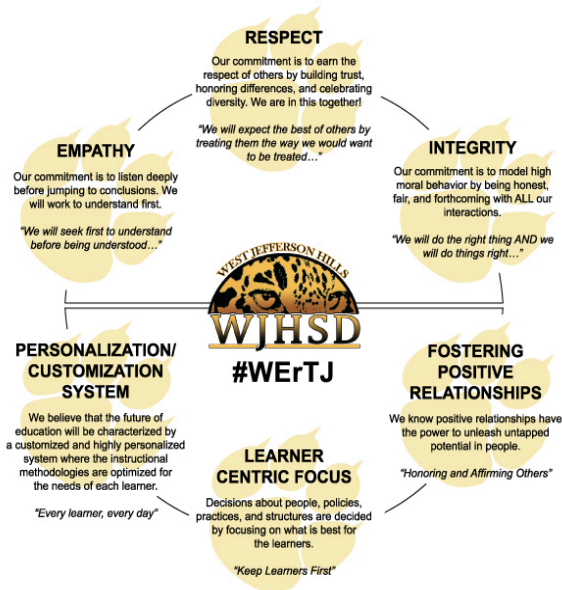 RESPECT
Our commitment is to earn the
respect of others by building trust,
honoring differences, and celebrating
diversity. We are in this together!
“We will expect the best of others by
treating them the way we would want
to be treated…”
EMPATHY
Our commitment is to listen deeply
before jumping to conclusions. We
will work to understand first.
“We will seek first to understand
before being understood…”
INTEGRITY
Our commitment is to model high
moral behavior by being honest,
fair, and forthcoming with ALL our
interactions.
“We will do the right thing AND we
will do things right…”
WEST JEFFERSON HILLS
WJHSD
#WErTJ
PERSONALIZATION/
CUSTOMIZATION
SYSTEM
We believe that the future of
education will be characterized by
a customized and highly personalized
system where the instructional
methodologies are optimized for
the needs of each learner.
“Every learner, every day”
LEARNER
CENTRIC FOCUS
Decisions about people, policies,
practices, and structures are decided
by focusing on what is best for
the learners.
“Keep Learners First”
FOSTERING
POSITIVE
RELATIONSHIPS
We know positive relationships have
the power to unleash untapped
potential in people.
“Honoring and Affirming Others”